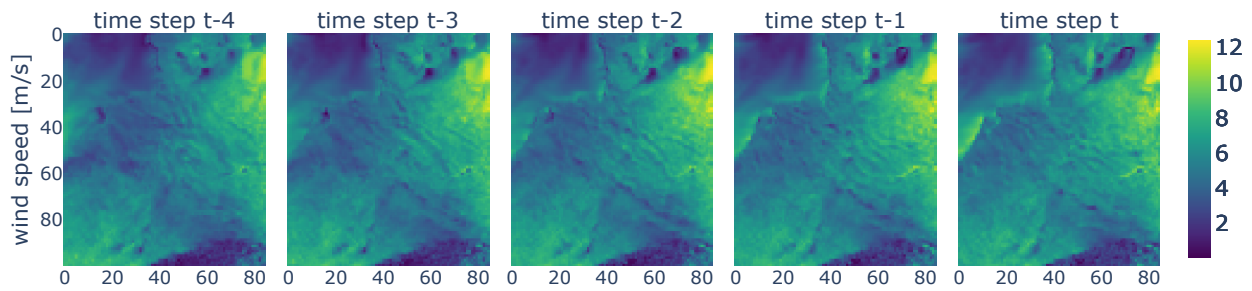 time step t-4
time step t-3
time step t-2
time step t-1
time step t
wind speed [m/s]
0
20
40
60
80
0 20 40 60 80
0 20 40 60 80
0 20 40 60 80
0 20 40 60 80
0 20 40 60 80
12
10
8
6
4
2